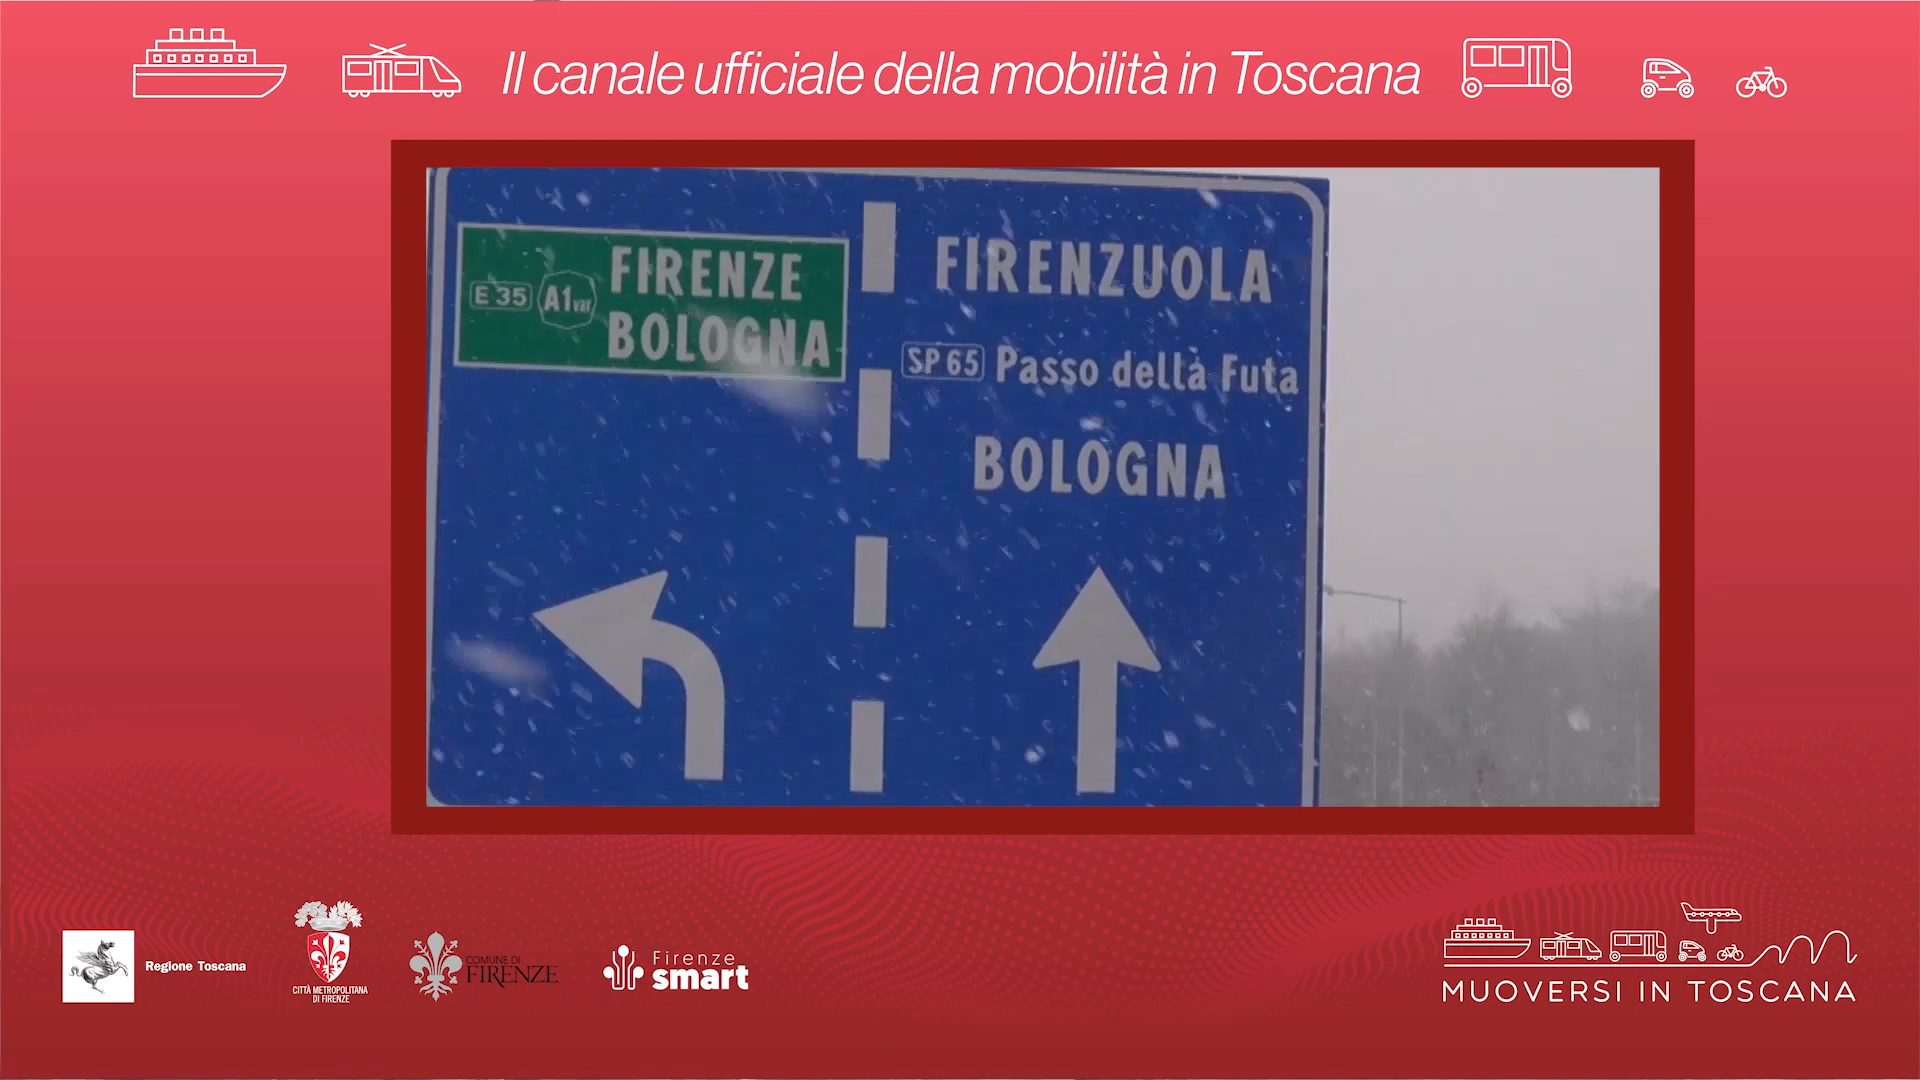 Il canale ufficiale della mobilità in Toscana
E 35 A1var FIRENZE
BOLOGNA
FIRENZUOLA
SP 65 Passo della Futa
BOLOGNA
Regione Toscana
CITTÀ METROPOLITANA
DI FIRENZE
COMUNE DI
FIRENZE
Firenze
smart
MUOVERSI IN TOSCANA